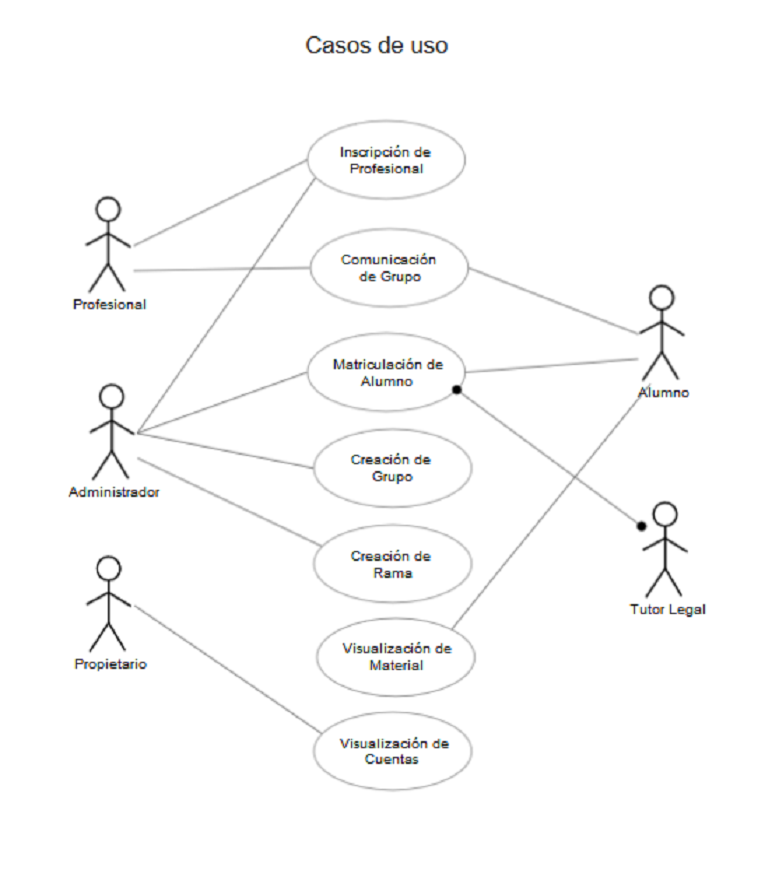 Casos de uso
Inscripción de
Profesional
Comunicación
de Grupo
Profesional
Matriculación de
Alumno
Alumno
Creación de
Grupo
Administrador
Creación de
Rama
Tutor Legal
Visualización de
Material
Propietario
Visualización de
Cuentas